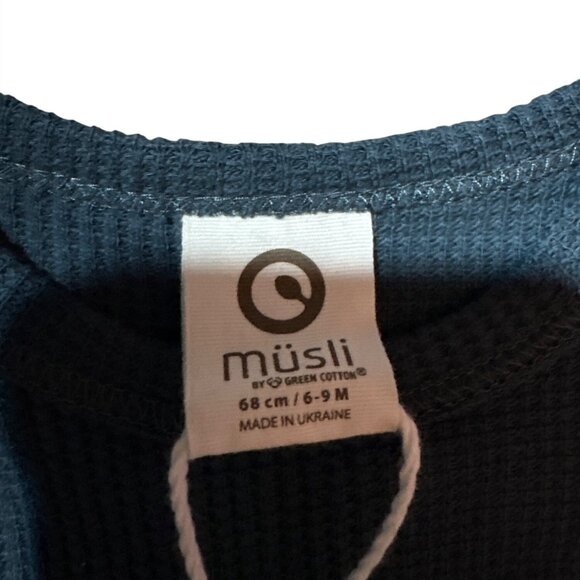 müsli
BY GREEN COTTON®
68 cm / 6-9 M
MADE IN UKRAINE